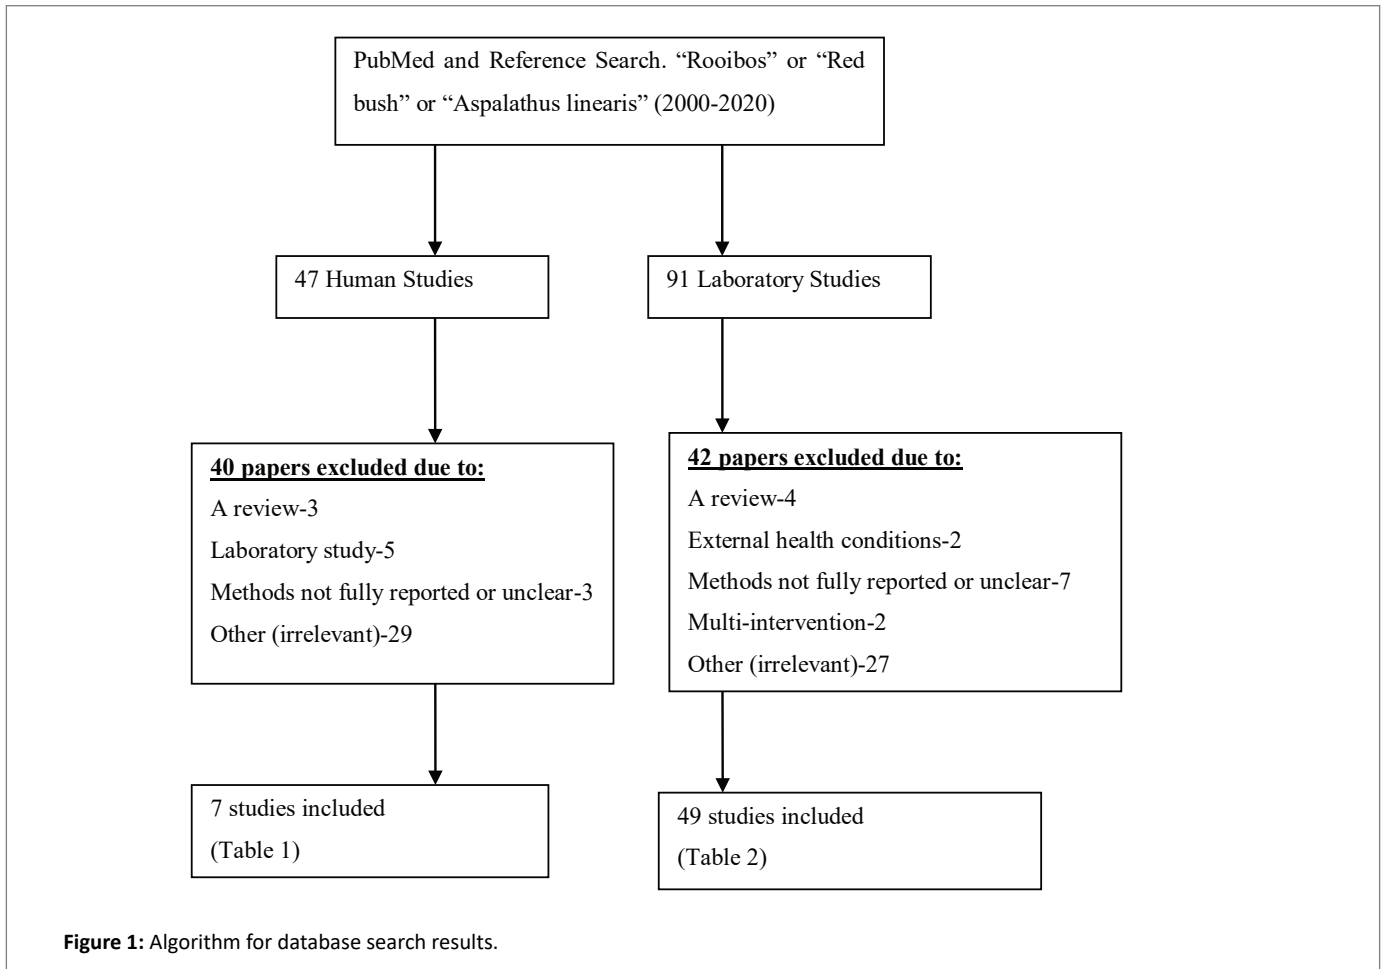 PubMed and Reference Search. “Rooibos” or “Red
bush” or “Aspalathus linearis” (2000-2020)
47 Human Studies
91 Laboratory Studies
40 papers excluded due to:
A review-3
Laboratory study-5
Methods not fully reported or unclear-3
Other (irrelevant)-29
42 papers excluded due to:
A review-4
External health conditions-2
Methods not fully reported or unclear-7
Multi-intervention-2
Other (irrelevant)-27
7 studies included
(Table 1)
49 studies included
(Table 2)
Figure 1: Algorithm for database search results.